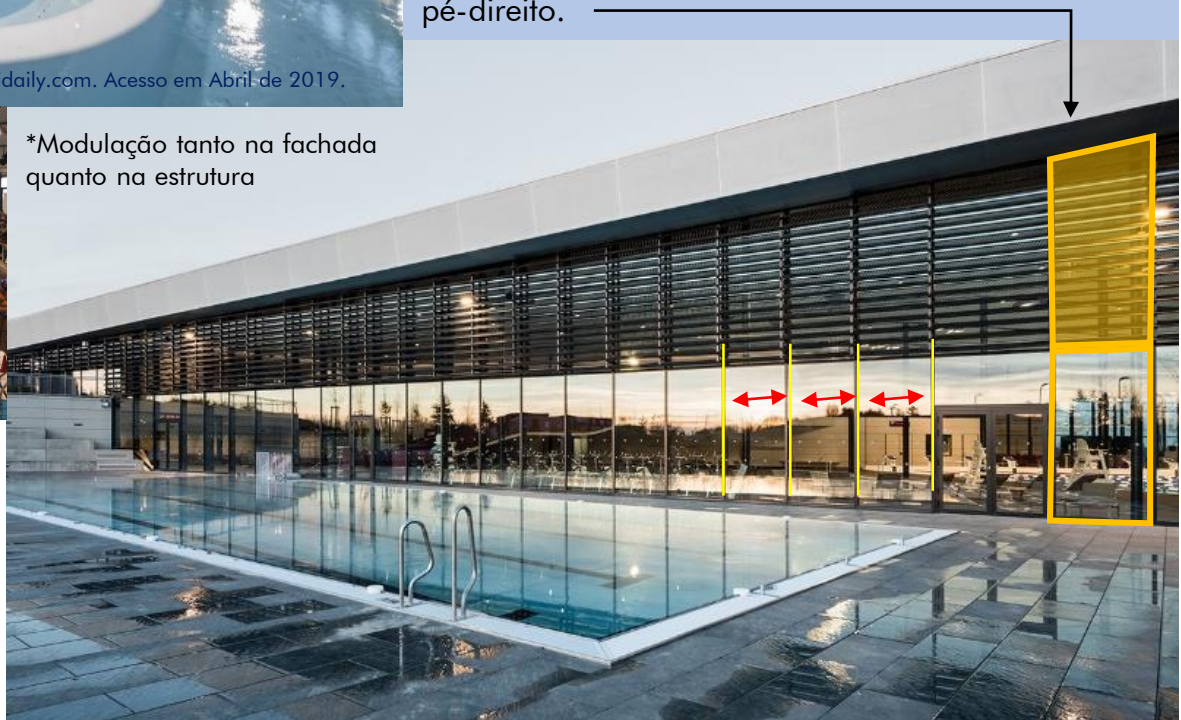 pé-direito.
daily.com. Acesso em Abril de 2019.
*Modulação tanto na fachada
quanto na estrutura